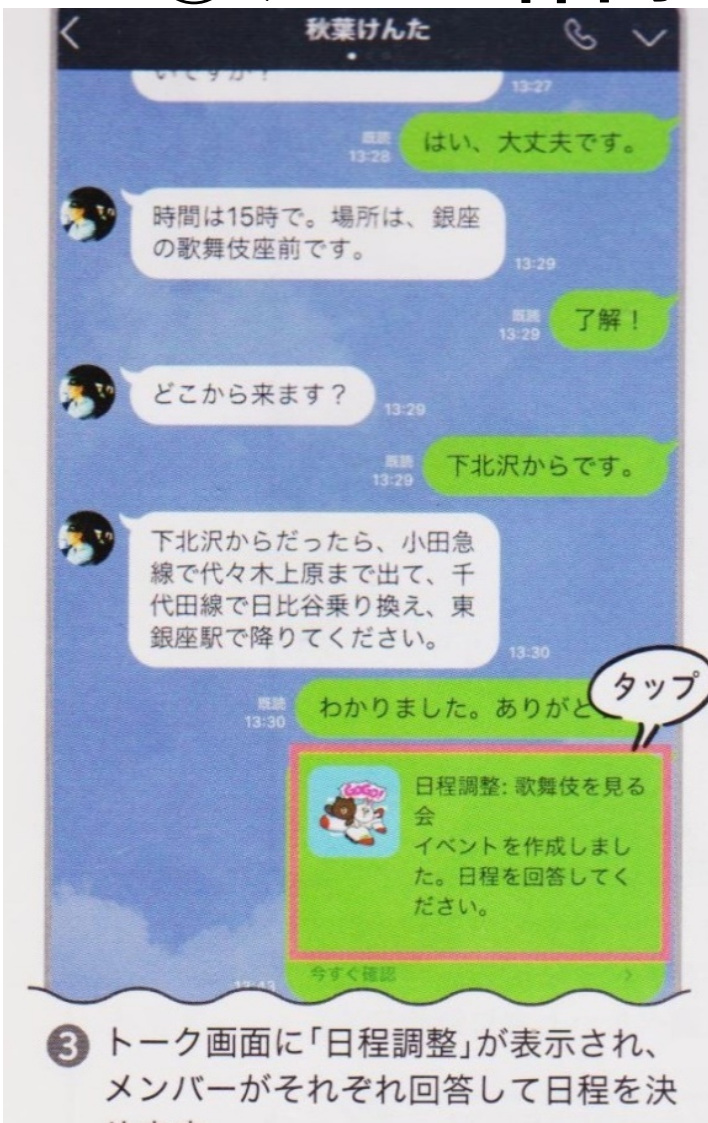 秋葉けんた
いですか？
13:27
はい、大丈夫です。
既読
13:28
時間は15時で。場所は、銀座
の歌舞伎座前です。
13:29
了解！
既読
13:29
どこから来ます？
13:29
下北沢からです。
既読
13:29
下北沢からだったら、小田急
線で代々木上原まで出て、千
代田線で日比谷乗り換え、東
銀座駅で降りてください。
13:30
タップ
わかりました。ありがと
既読
13:30
GOGO!
日程調整: 歌舞伎を見る
会
イベントを作成しまし
た。日程を回答してく
ださい。
今すぐ確認
13:43
❸ トーク画面に「日程調整」が表示され、
メンバーがそれぞれ回答して日程を決